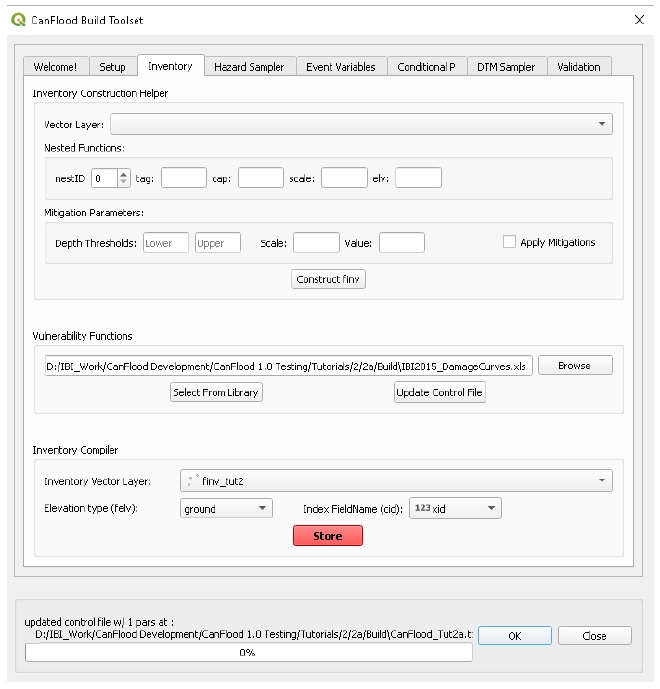 CanFlood Build Toolset
Welcome! Setup Inventory Hazard Sampler Event Variables Conditional P DTM Sampler Validation
Inventory Construction Helper
Vector Layer:
Nested Functions:
nestID 0 tag: cap: scale: elv:
Mitigation Parameters:
Depth Thresholds: Lower Upper Scale: Value: Apply Mitigations
Construct finv
Vulnerability Functions
D:/IBI_Work/CanFlood Development/CanFlood 1.0 Testing/Tutorials/2/2a/Build\IBI2015_DamageCurves.xls Browse
Select From Library Update Control File
Inventory Compiler
Inventory Vector Layer: finv_tut2
Elevation type (felv): ground Index FieldName (cid): 123 xid
Store
updated control file w/ 1 pars at :
D:/IBI_Work/CanFlood Development/CanFlood 1.0 Testing/Tutorials/2/2a/Build\CanFlood_Tut2a.t: OK Close
0%